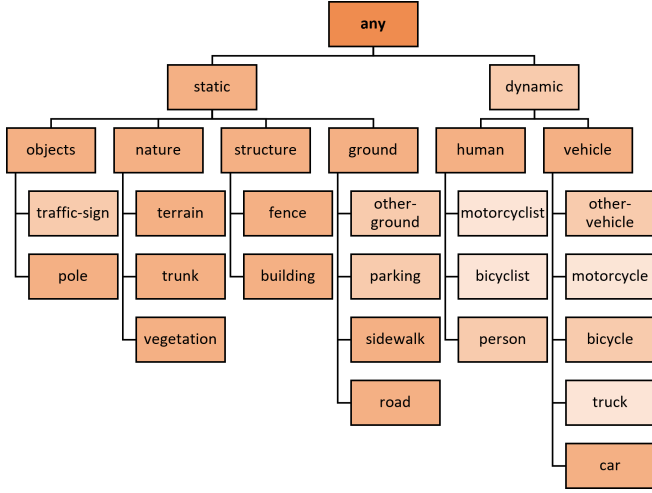 any
static
dynamic
objects
nature
structure
ground
human
vehicle
traffic-sign
terrain
fence
other-
ground
motorcyclist
other-
vehicle
pole
trunk
building
parking
bicyclist
motorcycle
vegetation
sidewalk
person
bicycle
road
truck
car